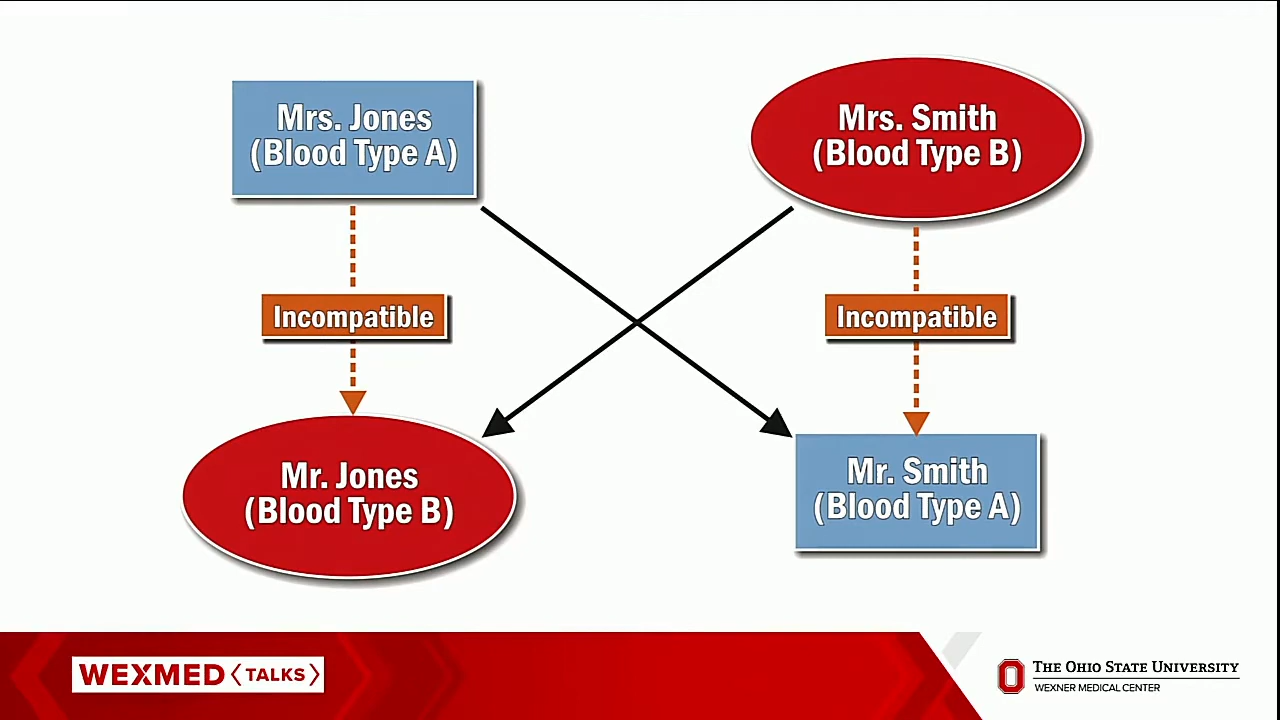 Mrs. Jones
(Blood Type A)
Mrs. Smith
(Blood Type B)
Incompatible
Incompatible
Mr. Jones
(Blood Type B)
Mr. Smith
(Blood Type A)
WEXMED TALKS
THE OHIO STATE UNIVERSITY
WEXNER MEDICAL CENTER